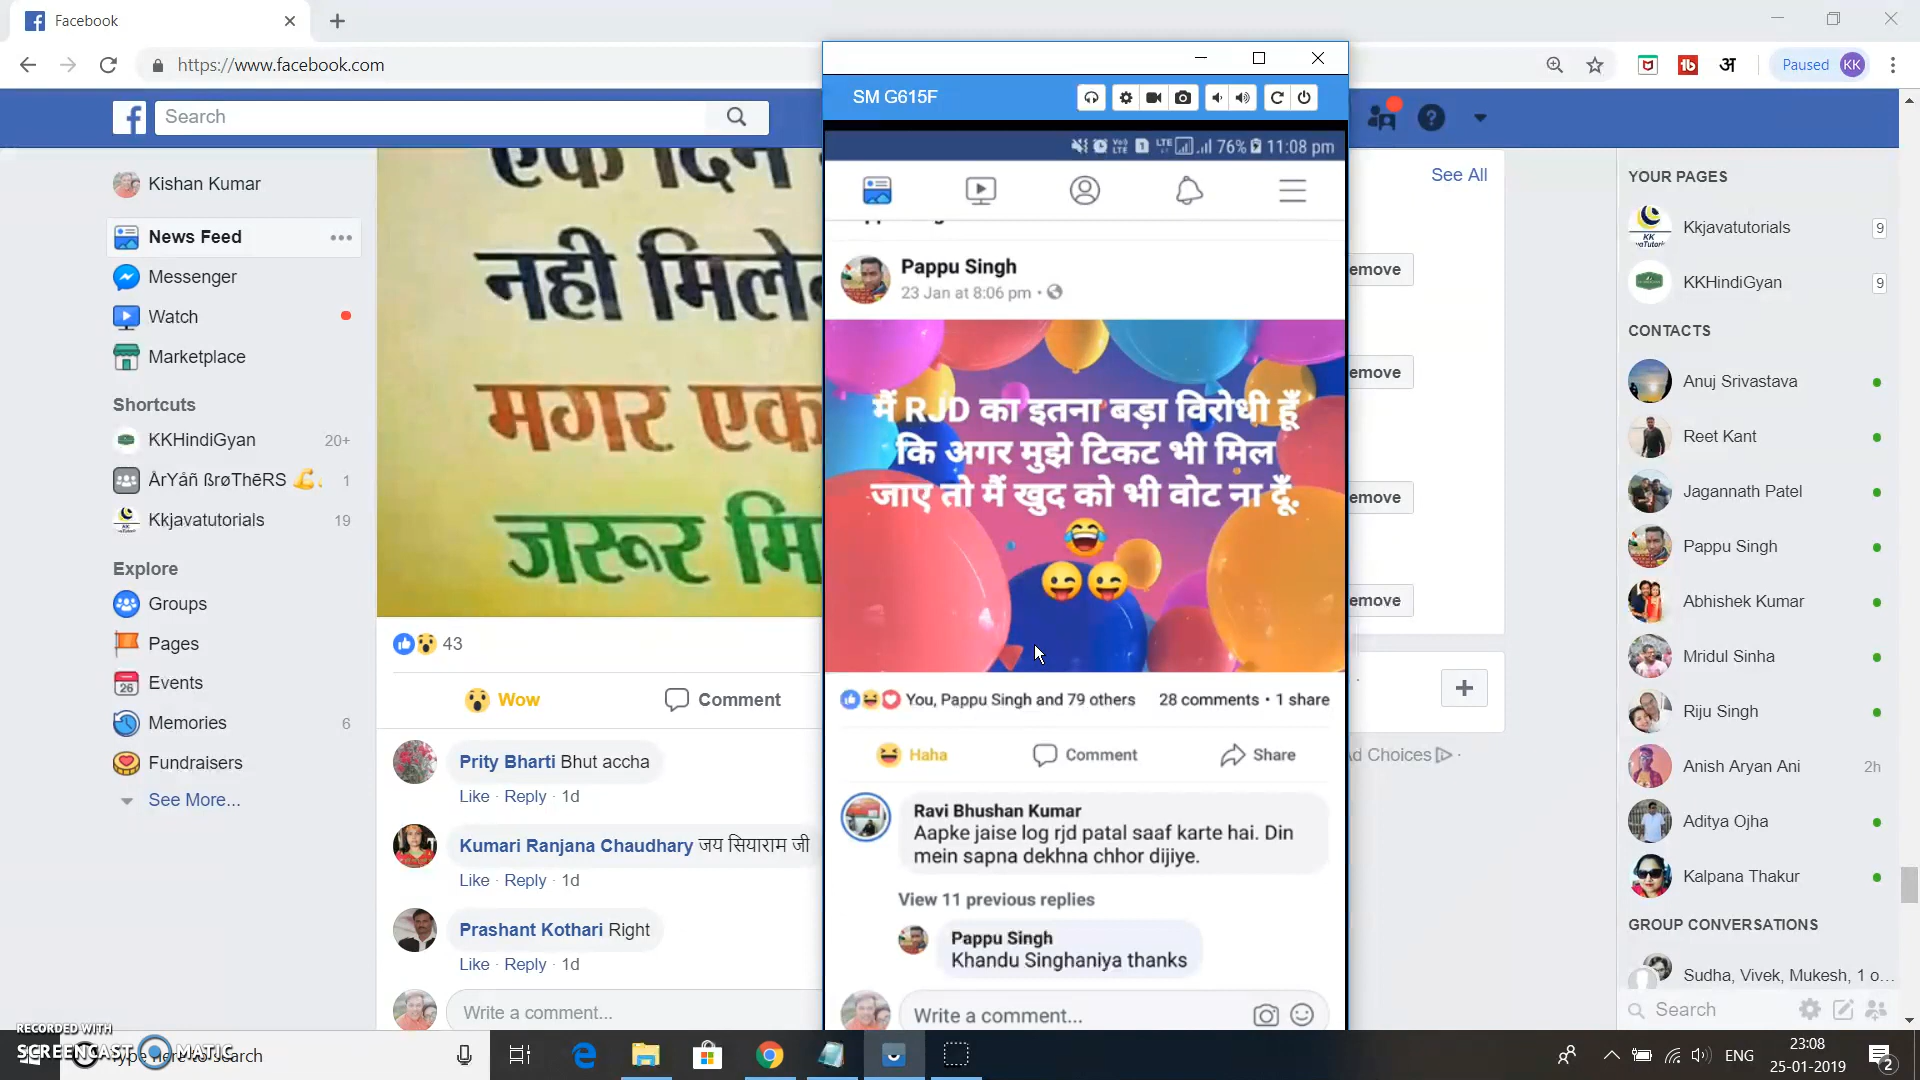 Facebook
https://www.facebook.com
Paused KK
Search
Kishan Kumar
News Feed
Messenger
Watch
Marketplace
Shortcuts
KKHindiGyan 20+
ÅrYåñ ßrøThēRS 💪. 1
Kkjavatutorials 19
Explore
Groups
Pages
Events
Memories 6
Fundraisers
See More...
एक दिन
नही मिले
मगर एक
जरूर मि
43
Wow Comment
Prity Bharti Bhut accha
Like · Reply · 1d
Kumari Ranjana Chaudhary जय सियाराम जी
Like · Reply · 1d
Prashant Kothari Right
Like · Reply · 1d
Write a comment...
SM G615F
76% 11:08 pm
Pappu Singh
23 Jan at 8:06 pm
मैं RJD का इतना बड़ा विरोधी हूँ
कि अगर मुझे टिकट भी मिल
जाए तो मैं खुद को भी वोट ना दूँ.
😂
😜😜
You, Pappu Singh and 79 others 28 comments • 1 share
Haha Comment Share
Ravi Bhushan Kumar
Aapke jaise log rjd patal saaf karte hai. Din
mein sapna dekhna chhor dijiye.
View 11 previous replies
Pappu Singh
Khandu Singhaniya thanks
Write a comment...
See All
emove
emove
emove
emove
d Choices
YOUR PAGES
Kkjavatutorials 9
KKHindiGyan 9
CONTACTS
Anuj Srivastava
Reet Kant
Jagannath Patel
Pappu Singh
Abhishek Kumar
Mridul Sinha
Riju Singh
Anish Aryan Ani 2h
Aditya Ojha
Kalpana Thakur
GROUP CONVERSATIONS
Sudha, Vivek, Mukesh, 1 o...
Search
RECORDED WITH
SCREENCAST MATIC
Type here to search
ENG
23:08
25-01-2019
2